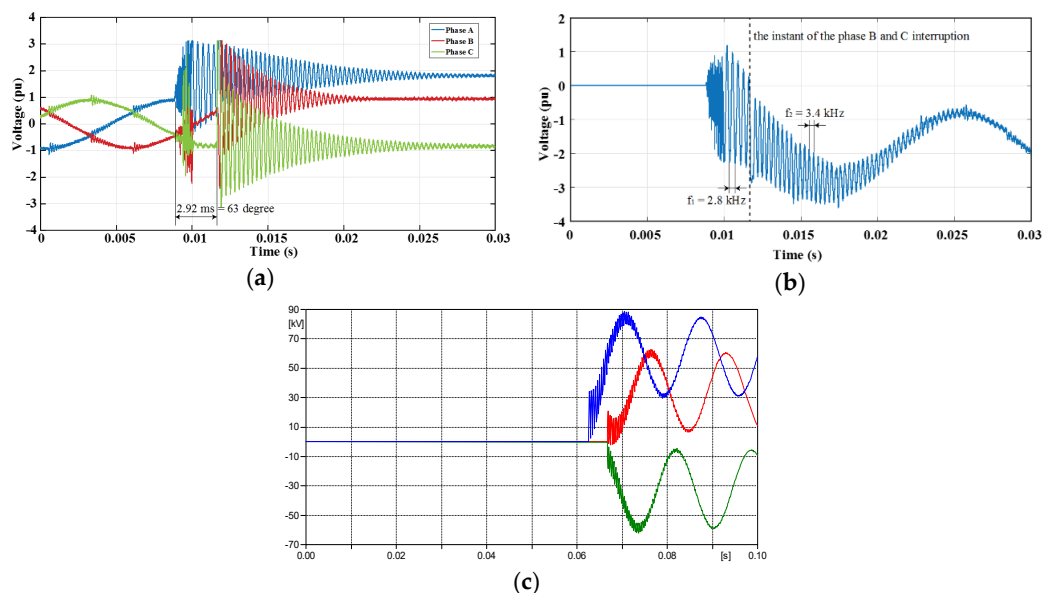 4
3
2
1
0
-1
-2
-3
-4
Voltage (pu)
Phase A
Phase B
Phase C
2.92 ms = 63 degree
0 0.005 0.01 0.015 0.02 0.025 0.03
Time (s)
(a)
2
1
0
-1
-2
-3
-4
Voltage (pu)
the instant of the phase B and C interruption
f₂ = 3.4 kHz
f₁ = 2.8 kHz
0 0.005 0.01 0.015 0.02 0.025 0.03
Time (s)
(b)
90
[kV]
70
50
30
10
-10
-30
-50
-70
0.00 0.02 0.04 0.06 0.08 [s] 0.10
(c)